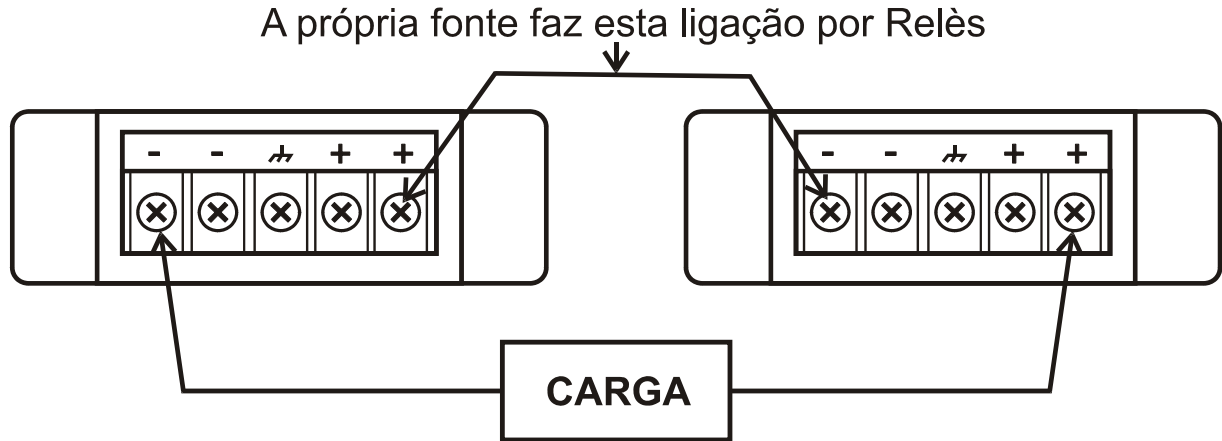 A própria fonte faz esta ligação por Relès
- - + +
- - + +
CARGA